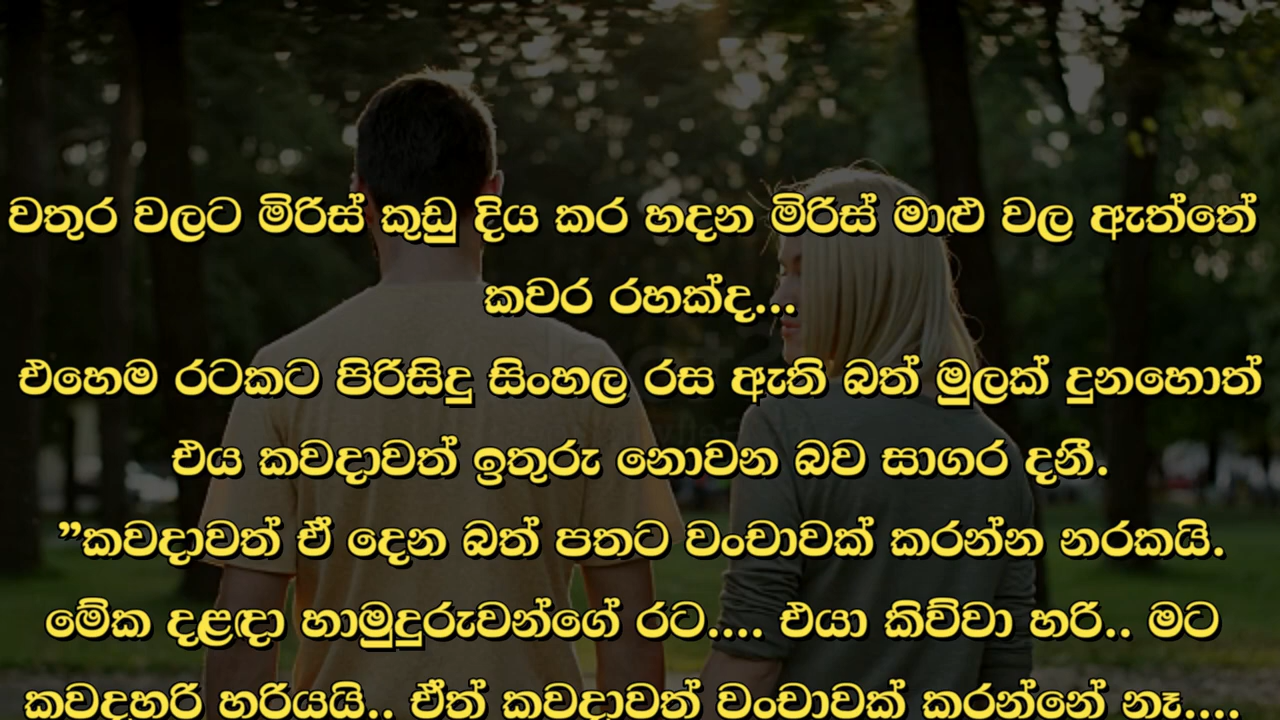 වතුර වලට මිරිස් කුඩු දිය කර හදන මිරිස් මාළු වල ඇත්තේ
කවර රහක්ද...
එහෙම රටකට පිරිසිදු සිංහල රස ඇති බත් මුලක් දුනහොත්
එය කවදාවත් ඉතුරු නොවන බව සාගර දනී.
”කවදාවත් ඒ දෙන බත් පතට වංචාවක් කරන්න නරකයි.
මේක දළඳා හාමුදුරුවන්ගේ රට.... එයා කිව්වා හරි.. මට
කවදහරි හරියයි.. ඒත් කවදාවත් වංචාවක් කරන්නේ නෑ....